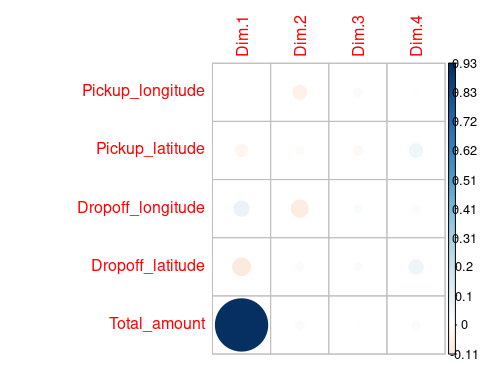 Dim.1
Dim.2
Dim.3
Dim.4
Pickup_longitude
Pickup_latitude
Dropoff_longitude
Dropoff_latitude
Total_amount
0.93
0.83
0.72
0.62
0.51
0.41
0.31
0.2
0.1
0
-0.11